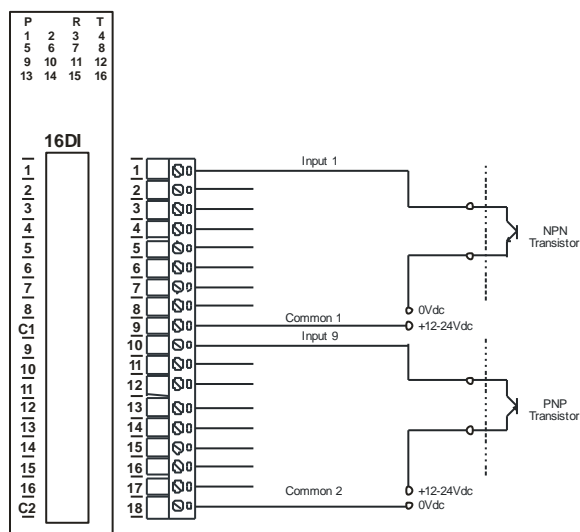 P R T
1 2 3 4
5 6 7 8
9 10 11 12
13 14 15 16
16DI
1
2
3
4
5
6
7
8
C1
9
10
11
12
13
14
15
16
C2
1
2
3
4
5
6
7
8
9
10
11
12
13
14
15
16
17
18
Input 1
NPN
Transistor
0Vdc
Common 1
+12-24Vdc
Input 9
PNP
Transistor
+12-24Vdc
Common 2
0Vdc